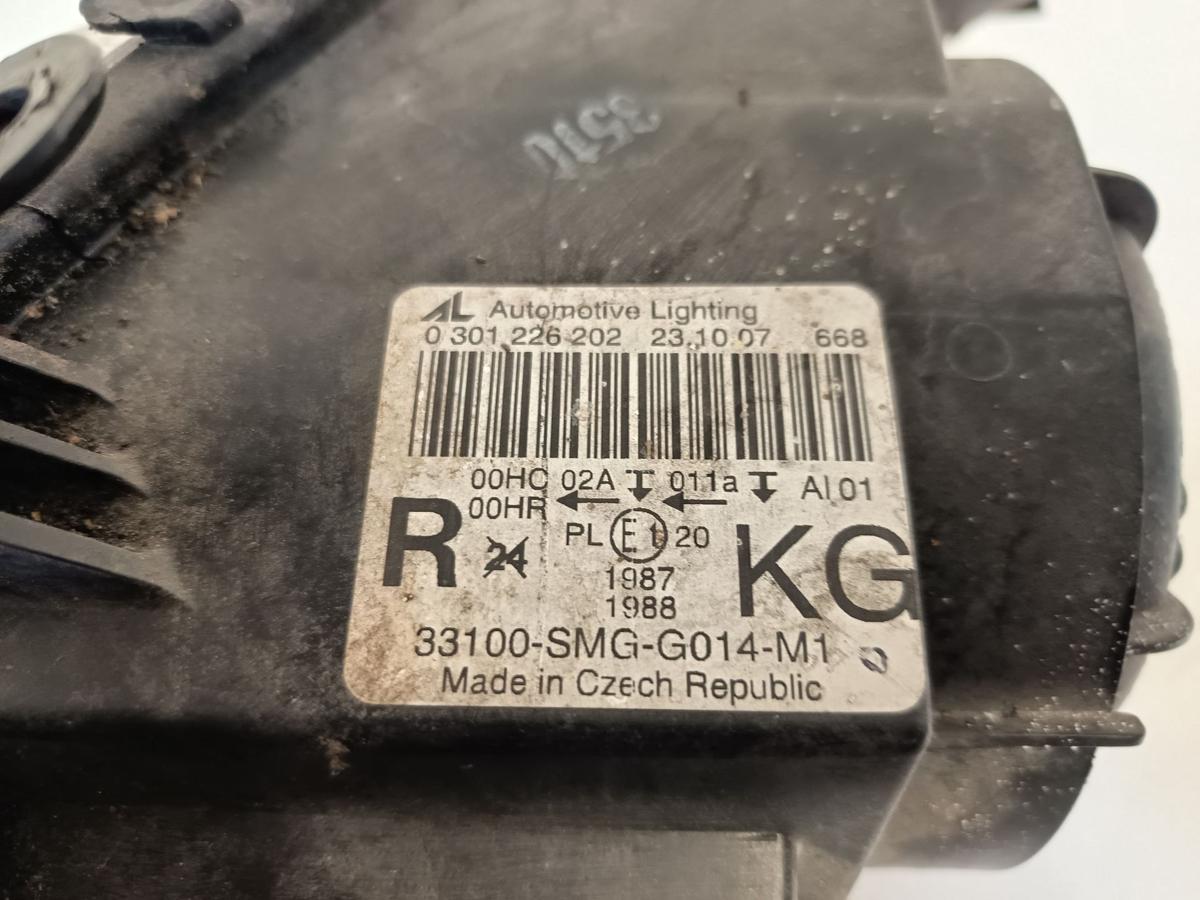 AL Automotive Lighting
0 301 226 202 23.10.07 668
00HC 02A 011a AI 01
00HR
R 24 PL E1 20 KG
1987
1988
33100-SMG-G014-M1
Made in Czech Republic